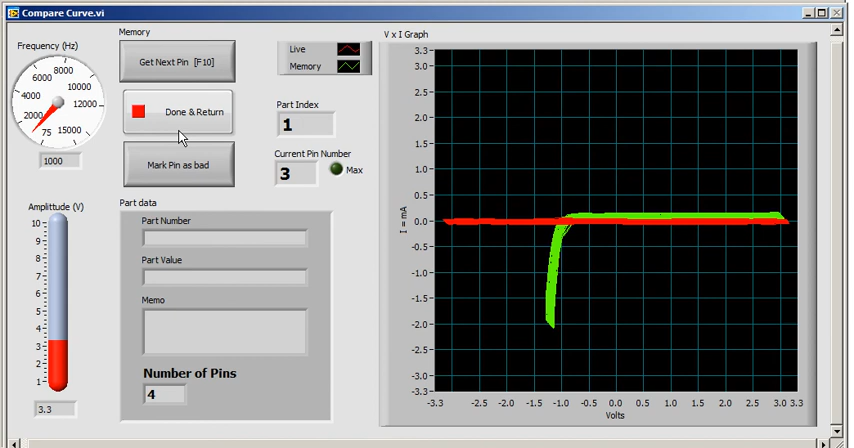 Compare Curve.vi
Frequency (Hz)
8000
6000
10000
4000
12000
2000
15000
75
1000
Memory
Get Next Pin [F10]
Done & Return
Mark Pin as bad
Live
Memory
Part Index
1
Current Pin Number
3
Max
Amplittude (V)
10
9
8
7
6
5
4
3
2
1
3.3
Part data
Part Number
Part Value
Memo
Number of Pins
4
V x I Graph
3.3
3.0
2.5
2.0
1.5
1.0
0.5
0.0
-0.5
-1.0
-1.5
-2.0
-2.5
-3.3
I = mA
-3.3 -2.5 -2.0 -1.5 -1.0 -0.5 0.0 0.5 1.0 1.5 2.0 2.5 3.0 3.3
Volts